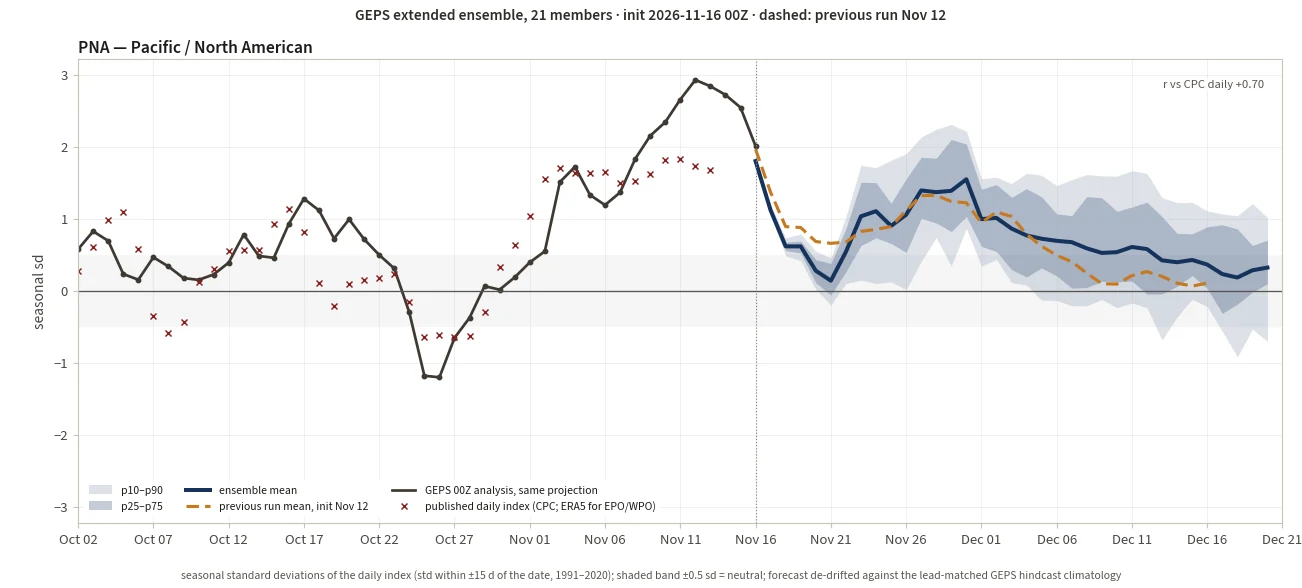 GEPS extended ensemble, 21 members · init 2026-11-16 00Z · dashed: previous run Nov 12
PNA — Pacific / North American
r vs CPC daily +0.70
seasonal sd
3
2
1
0
−1
−2
−3
p10–p90
p25–p75
ensemble mean
previous run mean, init Nov 12
GEPS 00Z analysis, same projection
published daily index (CPC; ERA5 for EPO/WPO)
Oct 02 Oct 07 Oct 12 Oct 17 Oct 22 Oct 27 Nov 01 Nov 06 Nov 11 Nov 16 Nov 21 Nov 26 Dec 01 Dec 06 Dec 11 Dec 16 Dec 21
seasonal standard deviations of the daily index (std within ±15 d of the date, 1991–2020); shaded band ±0.5 sd = neutral; forecast de-drifted against the lead-matched GEPS hindcast climatology